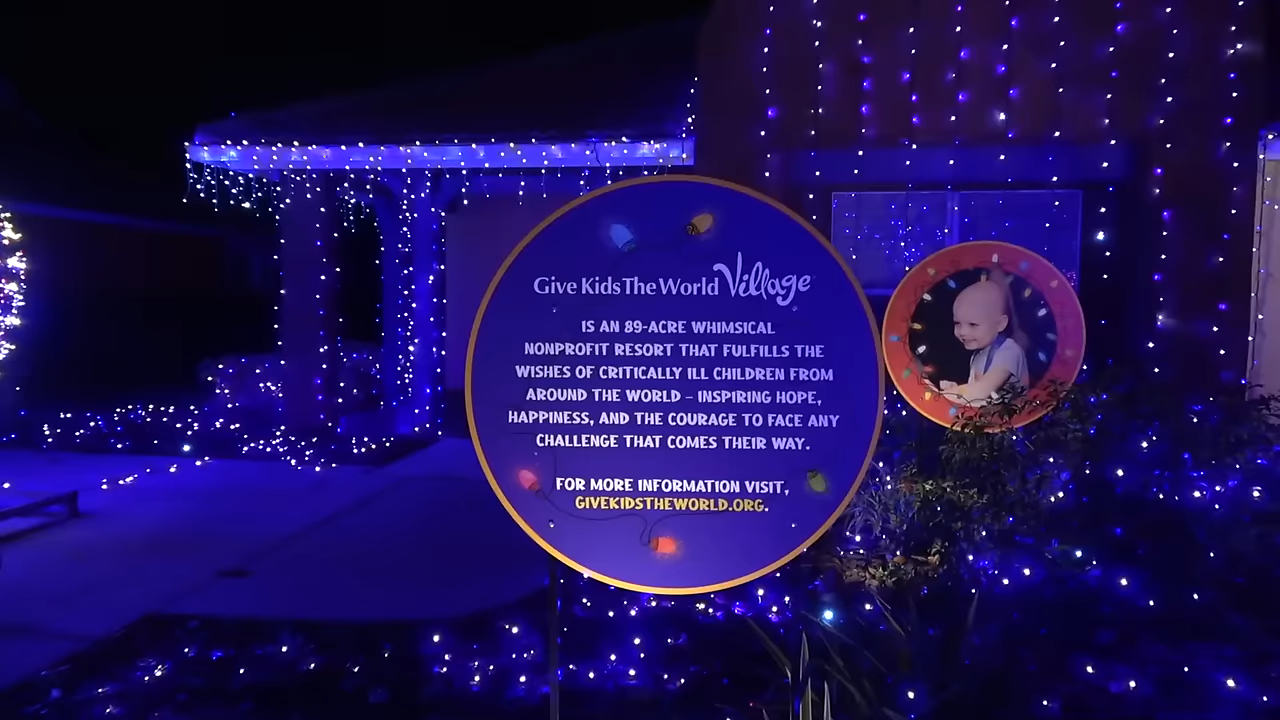 Give Kids The World Village
IS AN 89-ACRE WHIMSICAL
NONPROFIT RESORT THAT FULFILLS THE
WISHES OF CRITICALLY ILL CHILDREN FROM
AROUND THE WORLD – INSPIRING HOPE,
HAPPINESS, AND THE COURAGE TO FACE ANY
CHALLENGE THAT COMES THEIR WAY.
FOR MORE INFORMATION VISIT,
GIVEKIDSTHEWORLD.ORG.